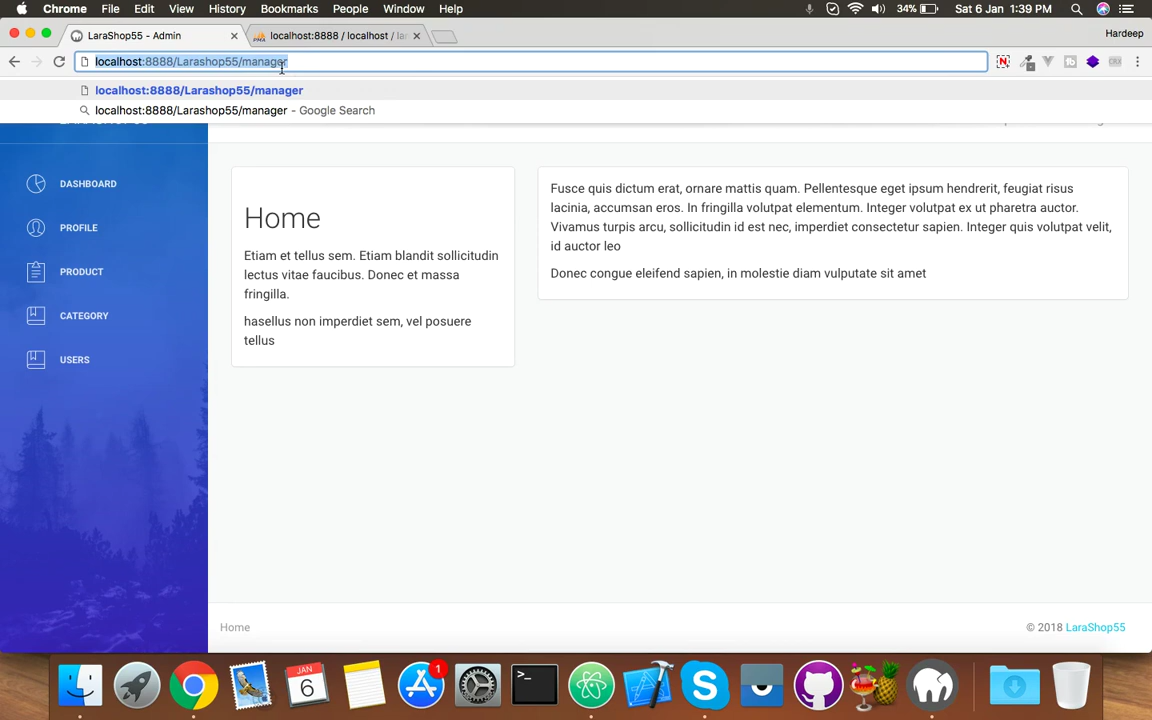 Chrome File Edit View History Bookmarks People Window Help 34% Sat 6 Jan 1:39 PM
LaraShop55 - Admin localhost:8888 / localhost / lar Hardeep
localhost:8888/Larashop55/manager
localhost:8888/Larashop55/manager
localhost:8888/Larashop55/manager - Google Search
DASHBOARD
PROFILE
PRODUCT
CATEGORY
USERS
Home
Etiam et tellus sem. Etiam blandit sollicitudin
lectus vitae faucibus. Donec et massa
fringilla.
hasellus non imperdiet sem, vel posuere
tellus
Fusce quis dictum erat, ornare mattis quam. Pellentesque eget ipsum hendrerit, feugiat risus
lacinia, accumsan eros. In fringilla volutpat elementum. Integer volutpat ex ut pharetra auctor.
Vivamus turpis arcu, sollicitudin id est nec, imperdiet consectetur sapien. Integer quis volutpat velit,
id auctor leo
Donec congue eleifend sapien, in molestie diam vulputate sit amet
Home
© 2018 LaraShop55
JAN
6
1